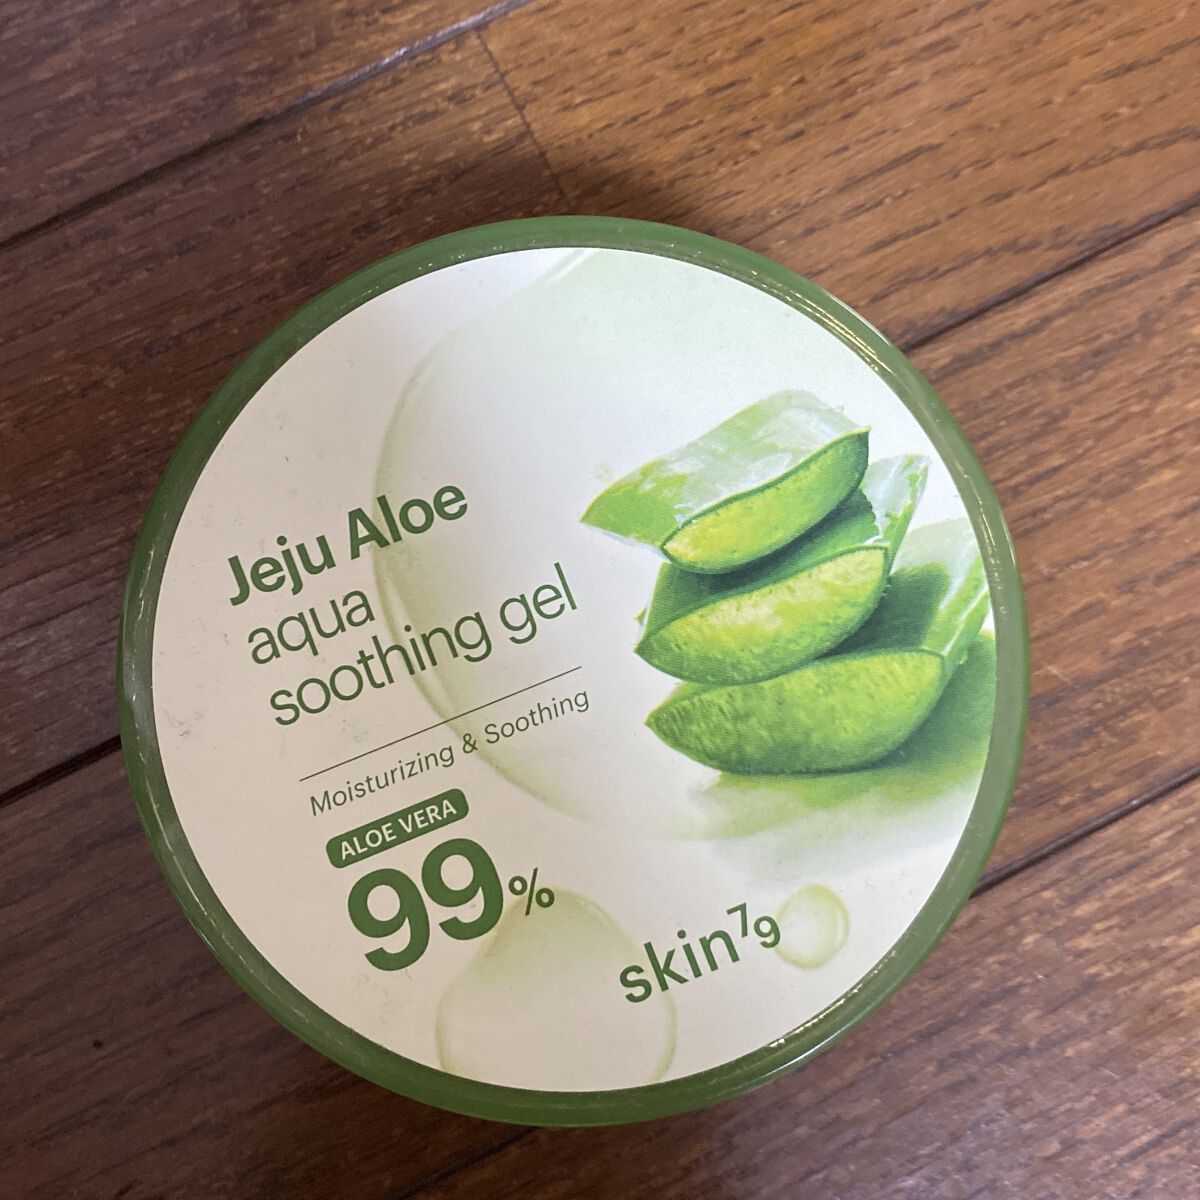 Jeju Aloe
aqua
soothing gel
Moisturizing & Soothing
ALOE VERA
99%
skin79